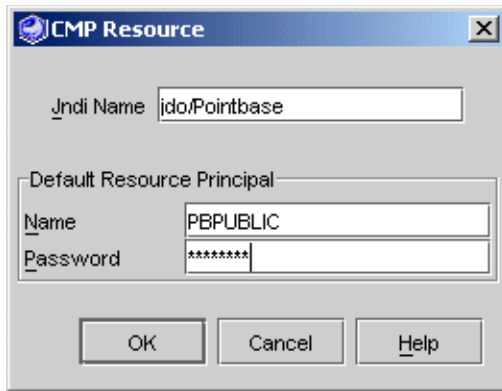 CMP Resource
Jndi Name jdo/Pointbase
Default Resource Principal
Name PBPUBLIC
Password ********
OK Cancel Help